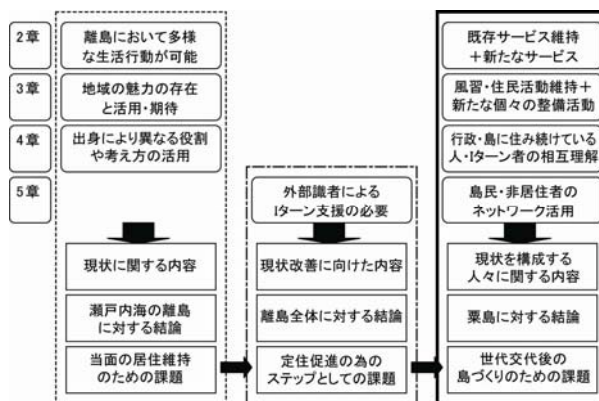 2章
離島において多様
な生活行動が可能
既存サービス維持
+新たなサービス
3章
地域の魅力の存在
と活用・期待
風習・住民活動維持+
新たな個々の整備活動
4章
出身により異なる役割
や考え方の活用
行政・島に住み続けている
人・Iターン者の相互理解
5章
外部識者による
Iターン支援の必要
島民・非居住者の
ネットワーク活用
現状に関する内容
現状改善に向けた内容
現状を構成する
人々に関する内容
瀬戸内海の離島
に対する結論
離島全体に対する結論
粟島に対する結論
当面の居住維持
のための課題
定住促進の為の
ステップとしての課題
世代交代後の
島づくりのための課題